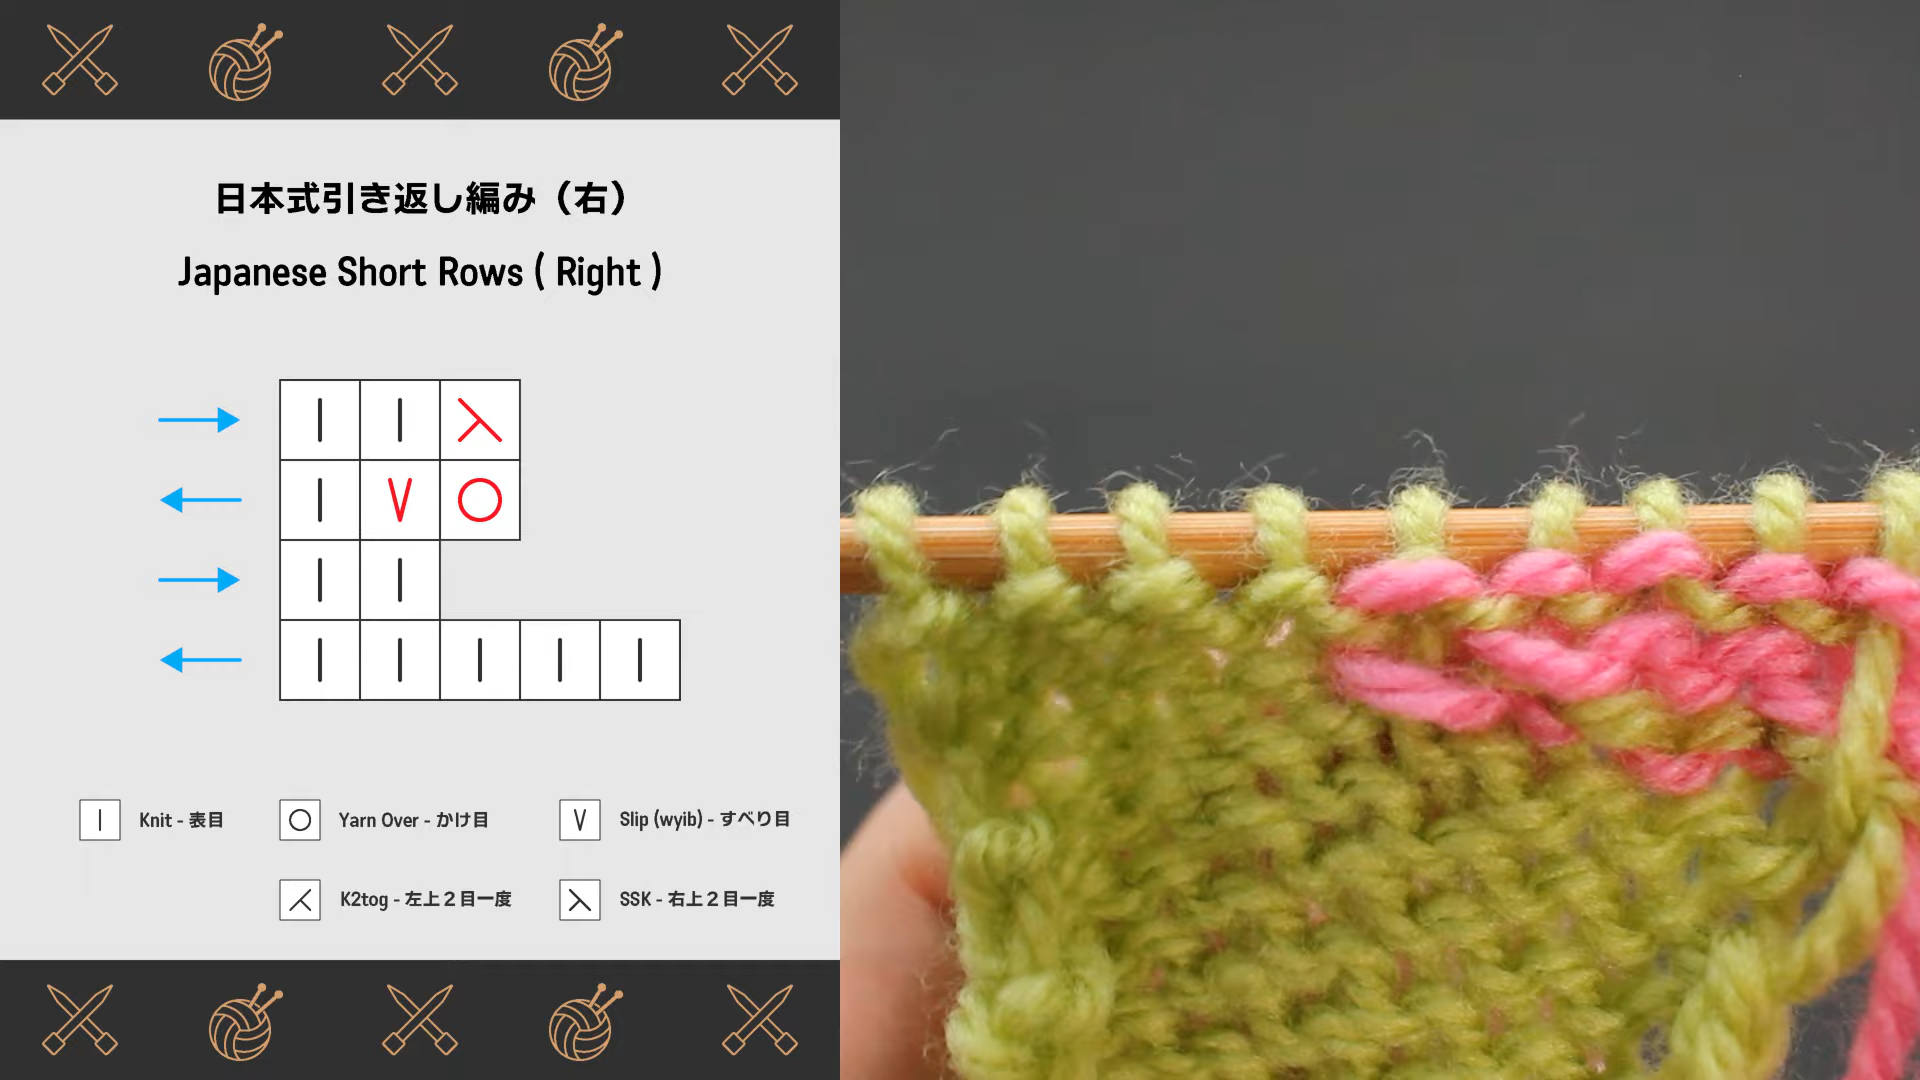 日本式引き返し編み（右）
Japanese Short Rows ( Right )
Knit - 表目
Yarn Over - かけ目
Slip (wyib) - すべり目
K2tog - 左上２目一度
SSK - 右上２目一度